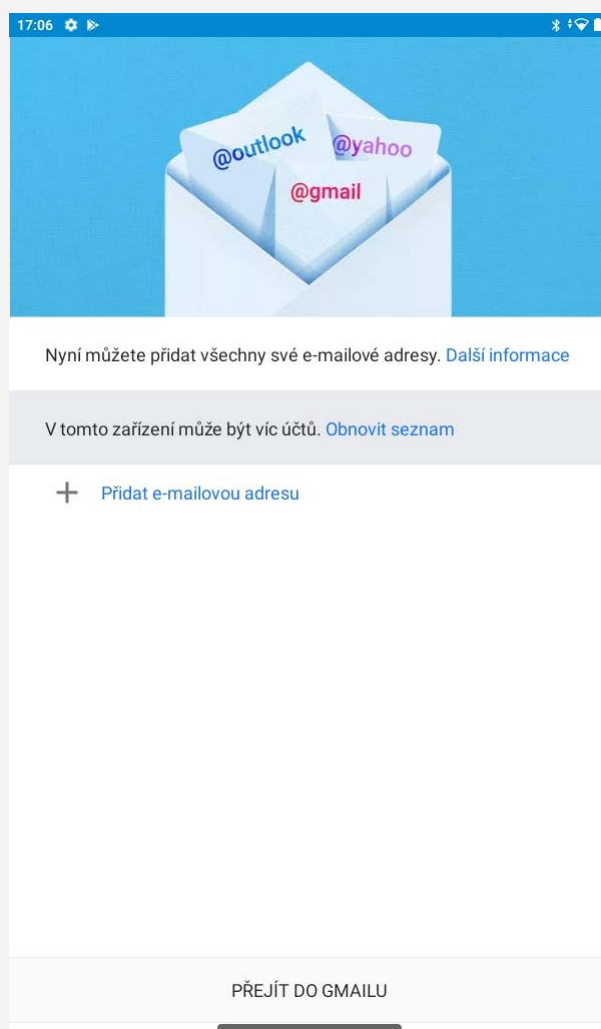 17:06
@outlook
@yahoo
@gmail
Nyní můžete přidat všechny své e-mailové adresy. Další informace
V tomto zařízení může být víc účtů. Obnovit seznam
Přidat e-mailovou adresu
PŘEJÍT DO GMAILU